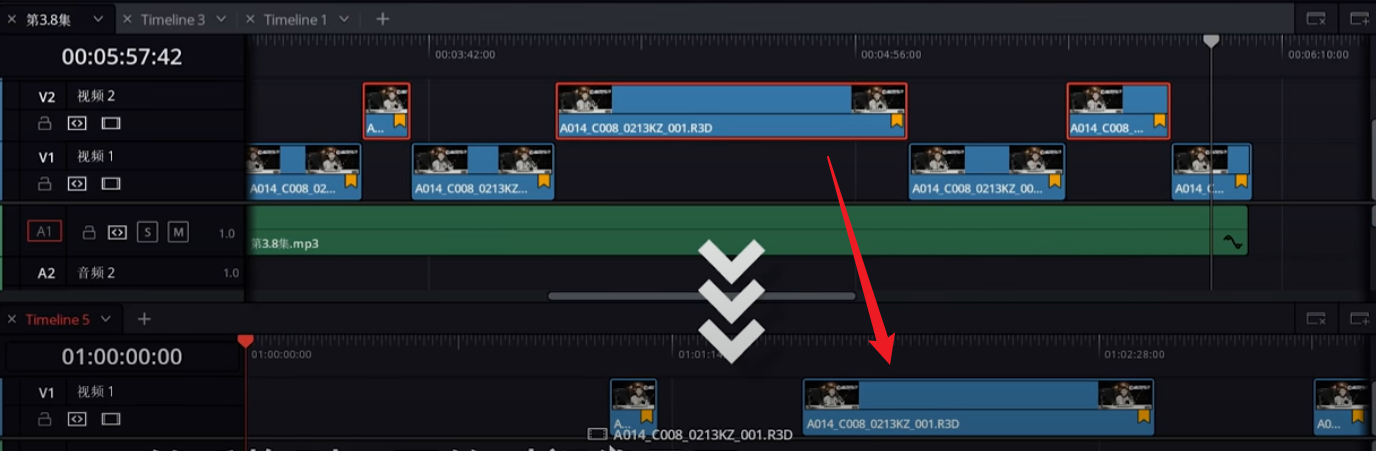 第3.8集 Timeline 3 Timeline 1
00:05:57:42
00:03:42:00 00:04:56:00 00:06:10:00
V2 视频 2
A... A014_C008_0213KZ_001.R3D A014_C008_...
V1 视频 1
A014_C008_02... A014_C008_0213KZ... A014_C008_0213KZ_00... A014_C...
A1 S M 1.0
第3.8集.mp3
A2 音频 2 1.0
Timeline 5
01:00:00:00
01:00:00:00 01:01:14 01:02:28:00
V1 视频 1
A... A014_C008_0213KZ_001.R3D A0...
A014_C008_0213KZ_001.R3D